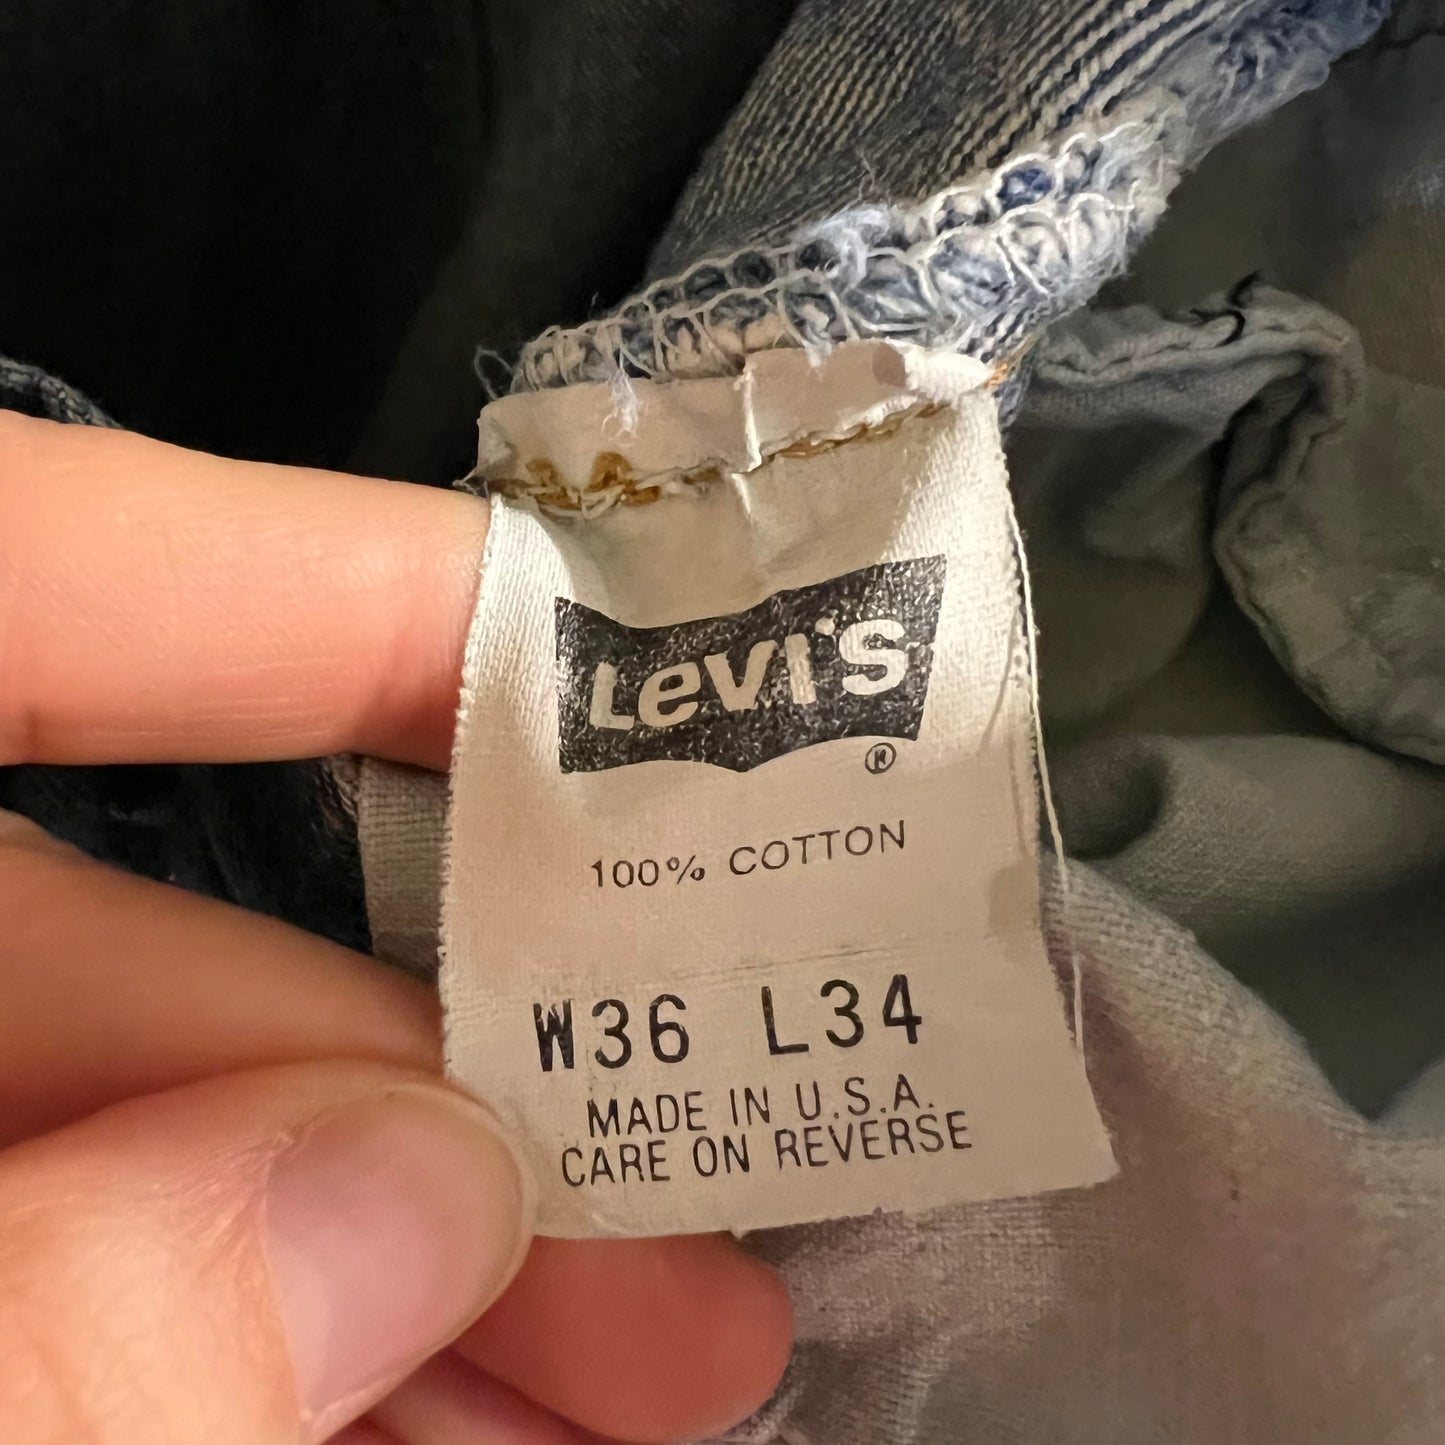 LEVI'S
®
100% COTTON
W36 L34
MADE IN U.S.A.
CARE ON REVERSE